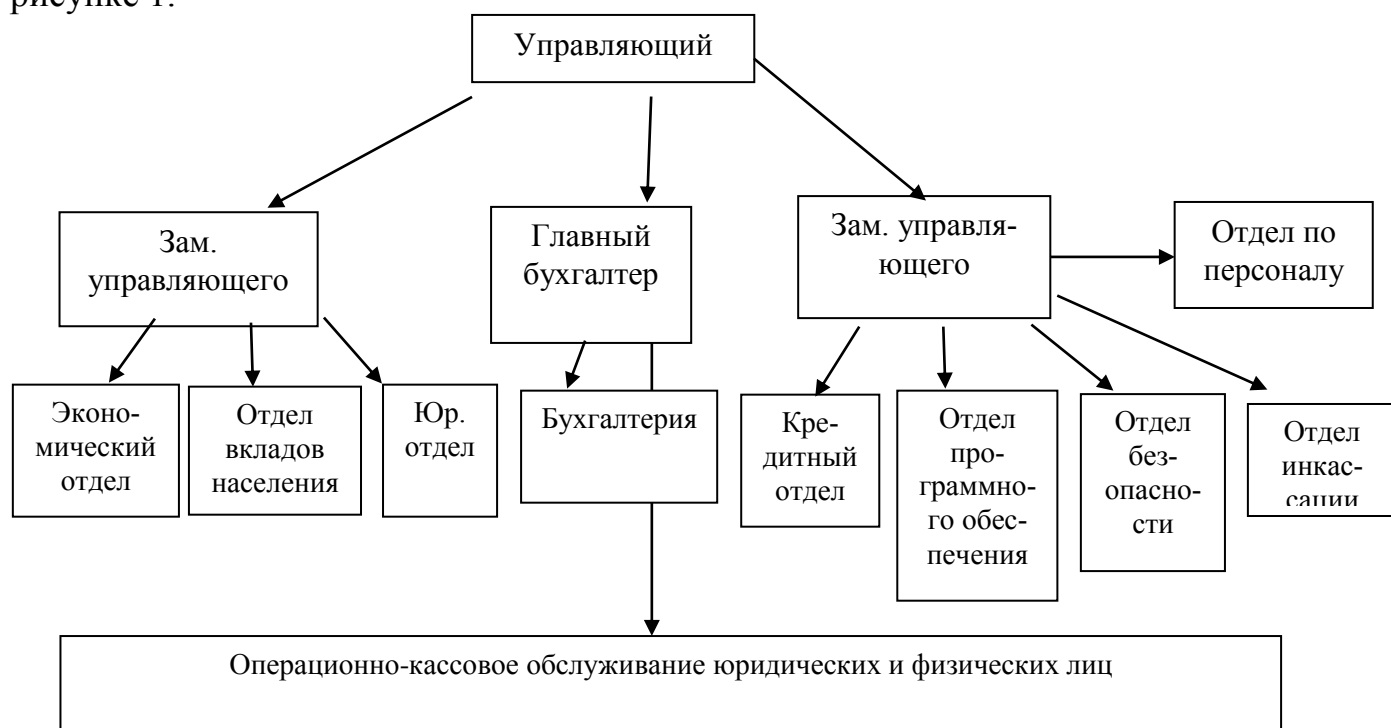 рисунке 1.
Управляющий
Зам.
управляющего
Главный
бухгалтер
Зам. управля-
ющего
Отдел по
персоналу
Эконо-
мический
отдел
Отдел
вкладов
населения
Юр.
отдел
Бухгалтерия
Кре-
дитный
отдел
Отдел
про-
граммно-
го обес-
печения
Отдел
без-
опасно-
сти
Отдел
инкас-
сации
Операционно-кассовое обслуживание юридических и физических лиц